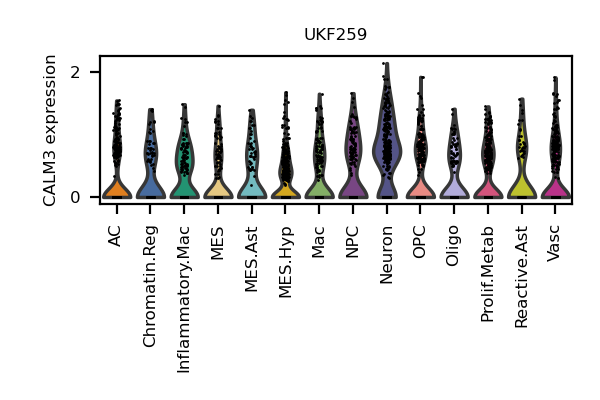 UKF259
CALM3 expression
2
0
AC
Chromatin.Reg
Inflammatory.Mac
MES
MES.Ast
MES.Hyp
Mac
NPC
Neuron
OPC
Oligo
Prolif.Metab
Reactive.Ast
Vasc